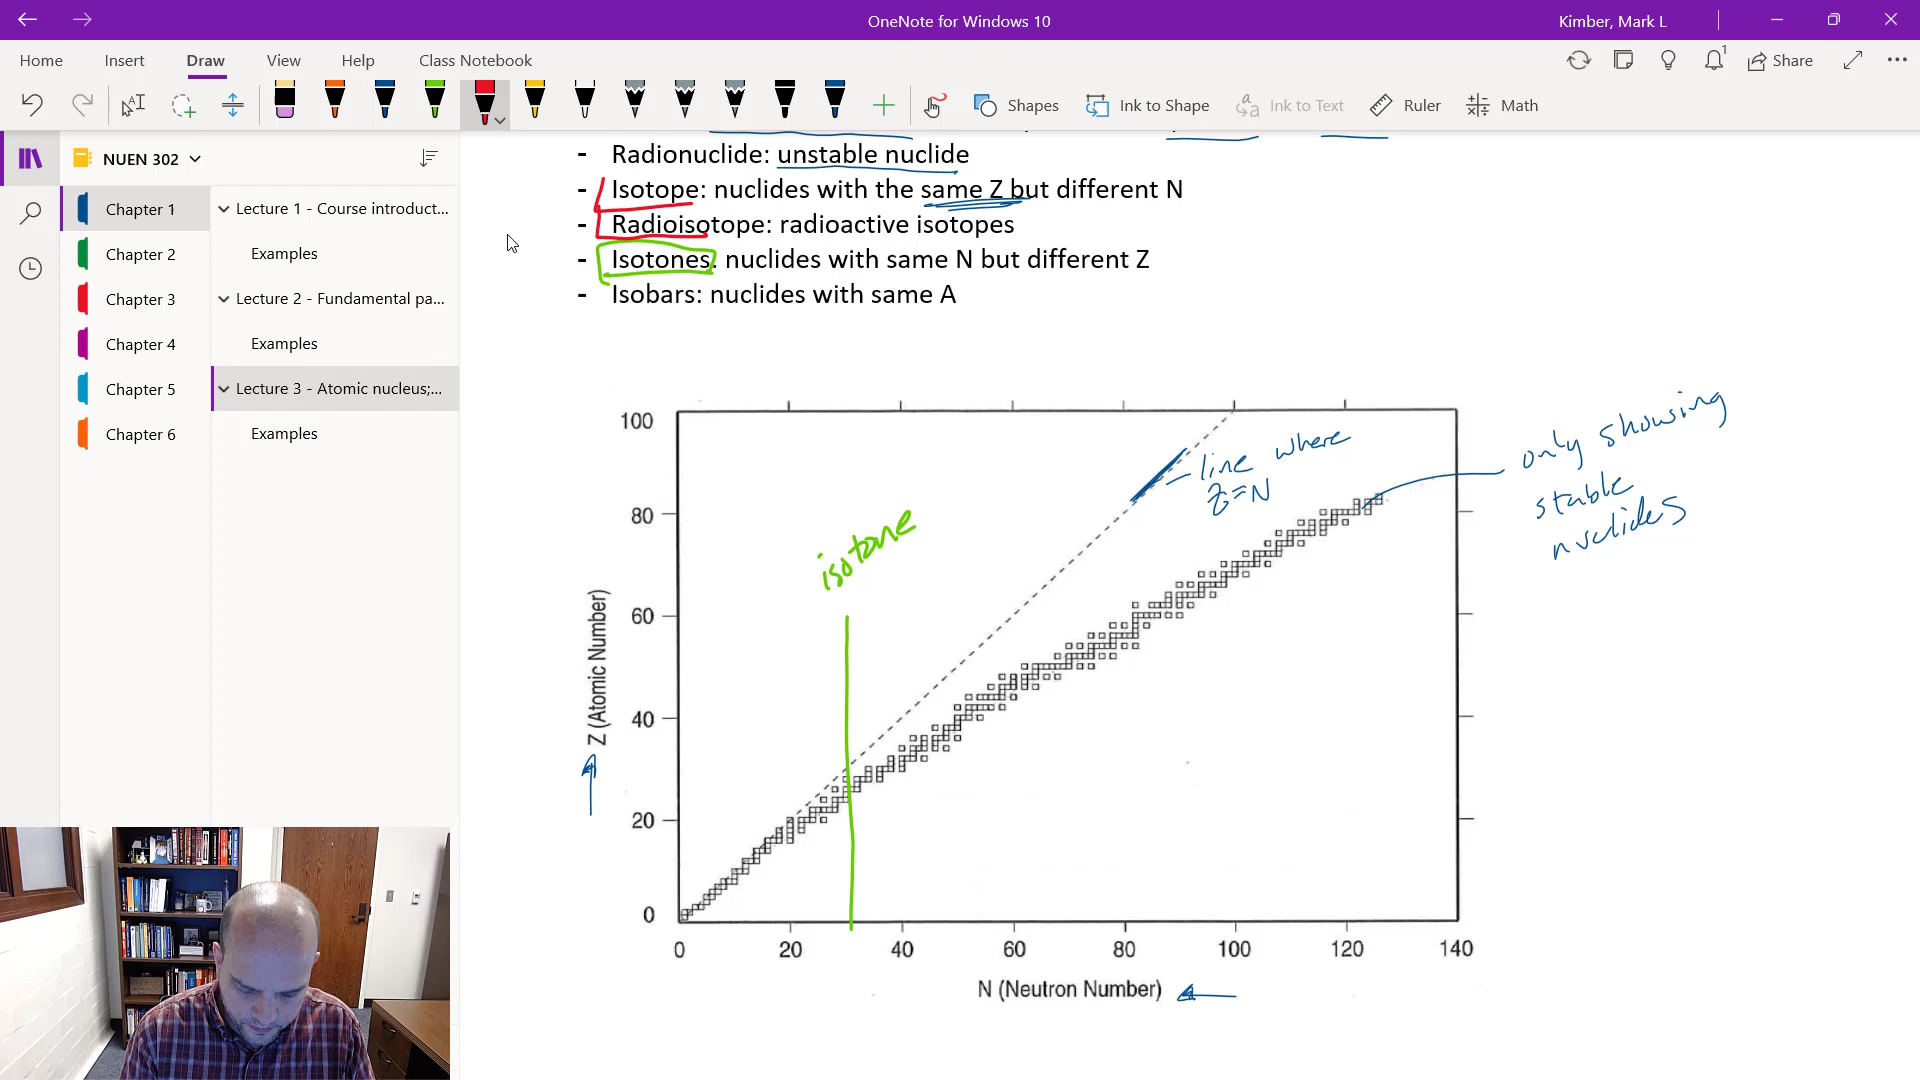 OneNote for Windows 10
Kimber, Mark L
Home
Insert
Draw
View
Help
Class Notebook
1
Share
Shapes
Ink to Shape
Ink to Text
Ruler
Math
NUEN 302
Chapter 1
Chapter 2
Chapter 3
Chapter 4
Chapter 5
Chapter 6
Lecture 1 - Course introduct...
Examples
Lecture 2 - Fundamental pa...
Examples
Lecture 3 - Atomic nucleus;...
Examples
- Radionuclide: unstable nuclide
- Isotope: nuclides with the same Z but different N
- Radioisotope: radioactive isotopes
- Isotones: nuclides with same N but different Z
- Isobars: nuclides with same A
100
80
60
40
20
0
Z (Atomic Number)
isotone
line where
Z=N
only showing
stable
nuclides
0 20 40 60 80 100 120 140
N (Neutron Number)